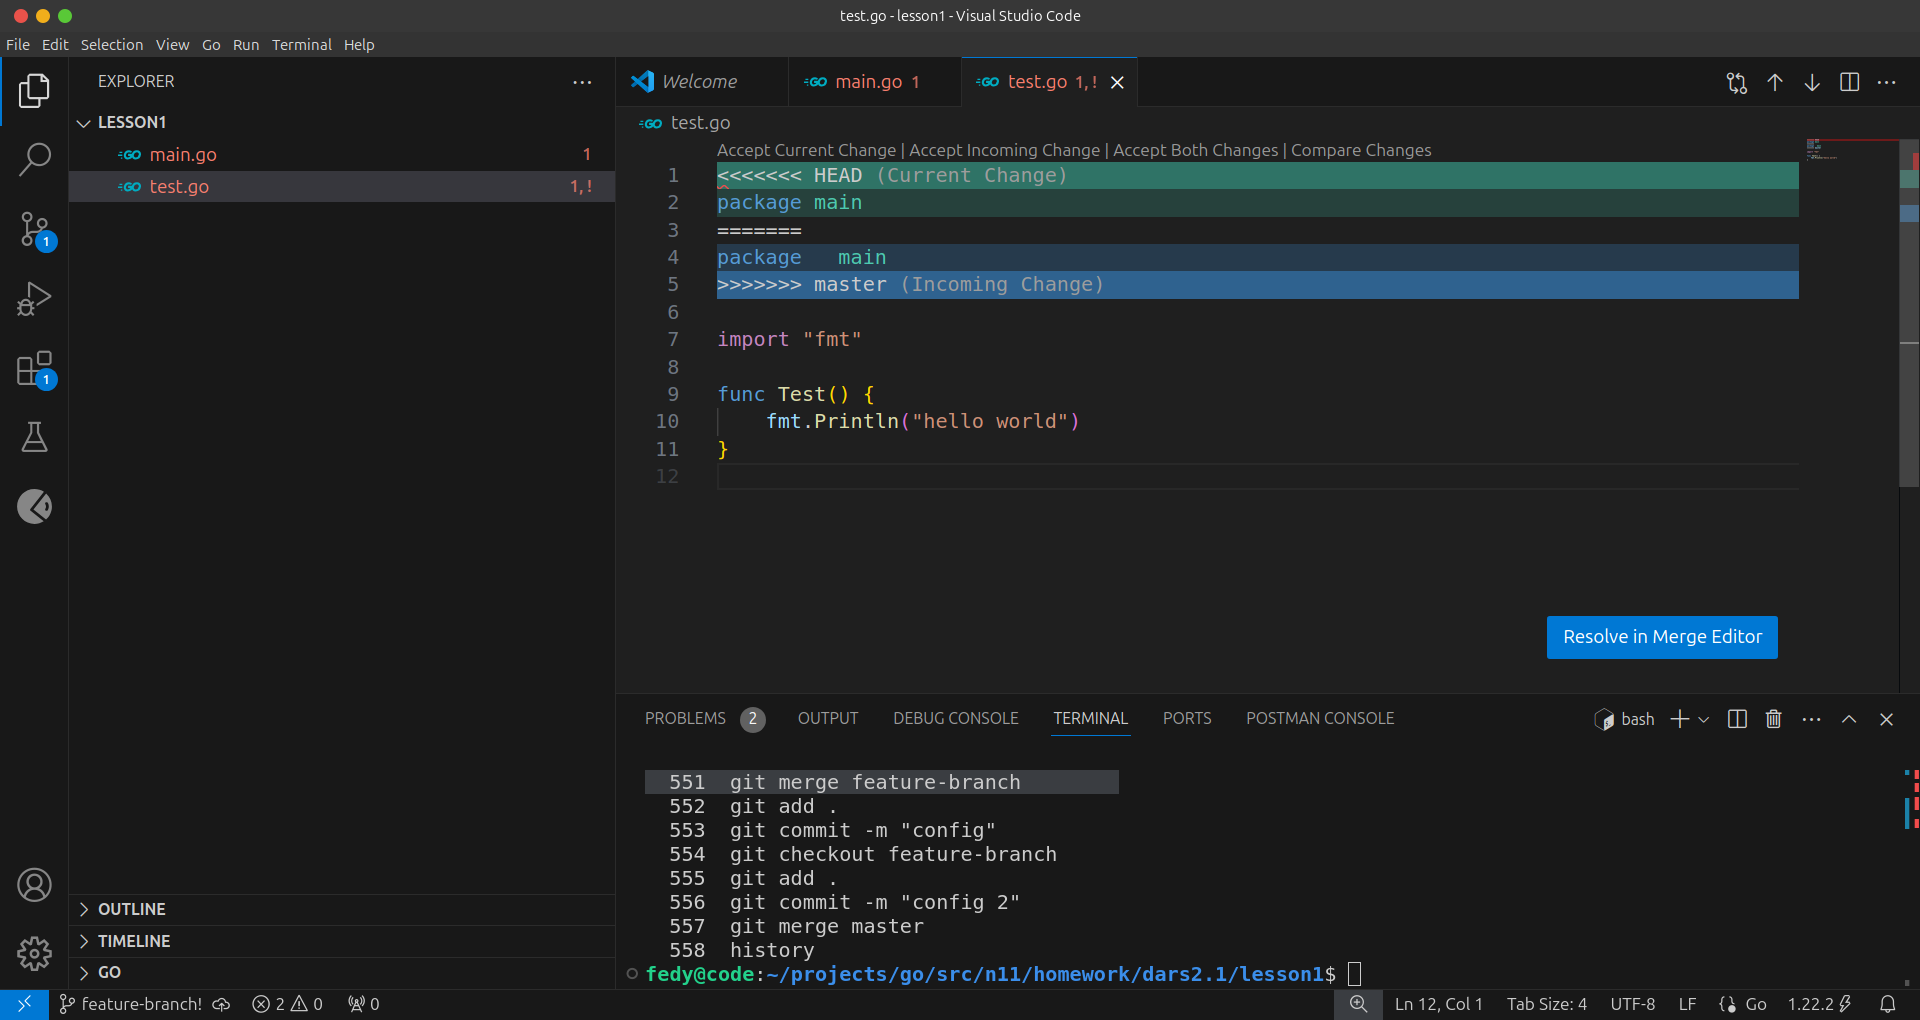 test.go - lesson1 - Visual Studio Code
File Edit Selection View Go Run Terminal Help
EXPLORER
LESSON1
main.go 1
test.go 1, !
OUTLINE
TIMELINE
GO
Welcome main.go 1 test.go 1, !
test.go
Accept Current Change | Accept Incoming Change | Accept Both Changes | Compare Changes
1 <<<<<<< HEAD (Current Change)
2 package main
3 =======
4 package   main
5 >>>>>>> master (Incoming Change)
6
7 import "fmt"
8
9 func Test() {
10     fmt.Println("hello world")
11 }
12
Resolve in Merge Editor
PROBLEMS 2 OUTPUT DEBUG CONSOLE TERMINAL PORTS POSTMAN CONSOLE bash
551  git merge feature-branch
552  git add .
553  git commit -m "config"
554  git checkout feature-branch
555  git add .
556  git commit -m "config 2"
557  git merge master
558  history
fedy@code:~/projects/go/src/n11/homework/dars2.1/lesson1$
feature-branch! 2 0 0 Ln 12, Col 1 Tab Size: 4 UTF-8 LF Go 1.22.2